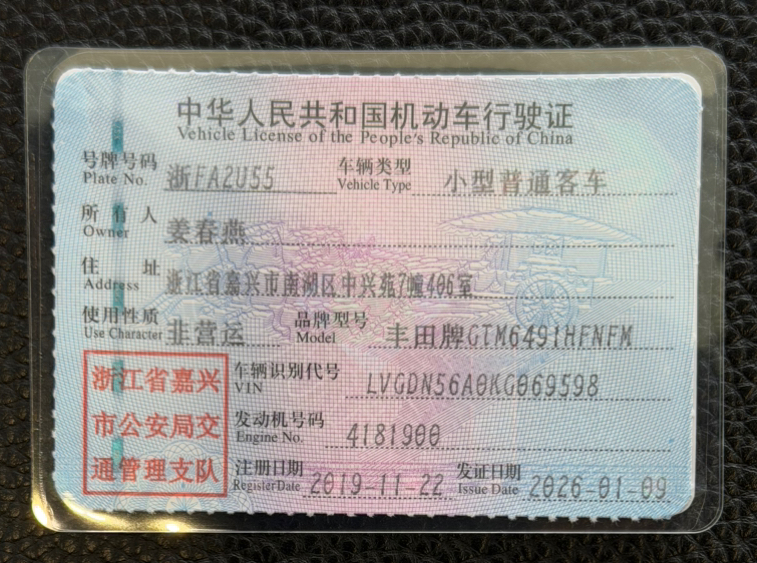 中华人民共和国机动车行驶证
Vehicle License of the People's Republic of China
号牌号码 浙FA2U55 车辆类型 小型普通客车
Plate No. Vehicle Type
所有人 姜春燕
Owner
住址 浙江省嘉兴市南湖区中兴苑7幢406室
Address
使用性质 非营运 品牌型号 丰田牌GTM6491HFNFM
Use Character Model
浙江省嘉兴 车辆识别代号 LVGDN56A0KG069598
VIN
市公安局交 发动机号码 4181900
Engine No.
通管理支队 注册日期 2019-11-22 发证日期 2026-01-09
Register Date Issue Date